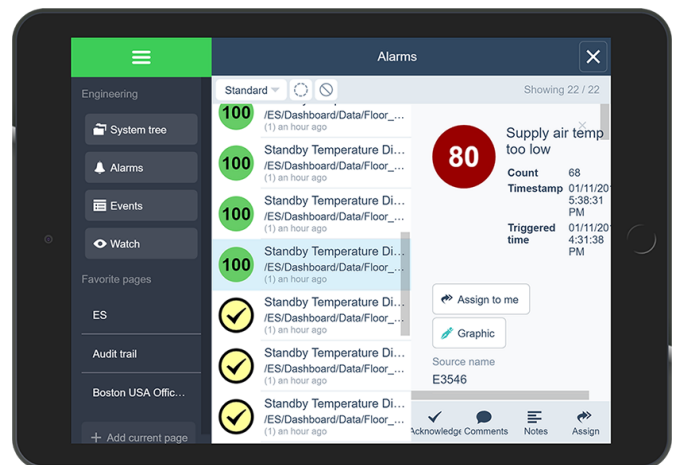 Alarms
Standard
Showing 22 / 22
Engineering
System tree
Alarms
Events
Watch
Favorite pages
ES
Audit trail
Boston USA Offic...
Add current page
100
/ES/Dashboard/Data/Floor_...
(1) an hour ago
100
Standby Temperature Di...
/ES/Dashboard/Data/Floor_...
(1) an hour ago
100
Standby Temperature Di...
/ES/Dashboard/Data/Floor_...
(1) an hour ago
100
Standby Temperature Di...
/ES/Dashboard/Data/Floor_...
(1) an hour ago
Standby Temperature Di...
/ES/Dashboard/Data/Floor_...
(1) an hour ago
Standby Temperature Di...
/ES/Dashboard/Data/Floor_...
(1) an hour ago
Standby Temperature Di...
/ES/Dashboard/Data/Floor_...
(1) an hour ago
80
Supply air temp
too low
Count 68
Timestamp 01/11/20
5:38:31
PM
Triggered 01/11/20
time 4:31:38
PM
Assign to me
Graphic
Source name
E3546
Acknowledge Comments Notes Assign